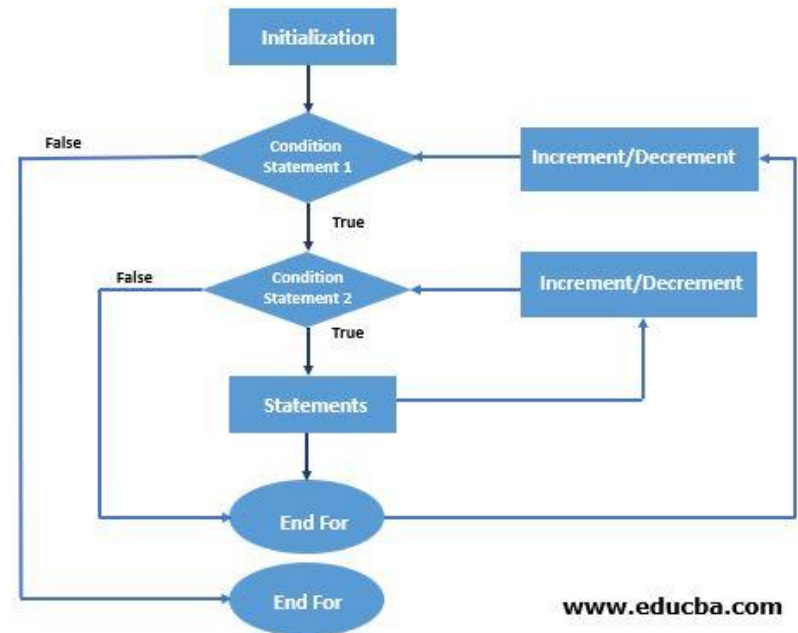 Initialization
False
Condition
Statement 1
Increment/Decrement
True
False
Condition
Statement 2
Increment/Decrement
True
Statements
End For
End For
www.educba.com